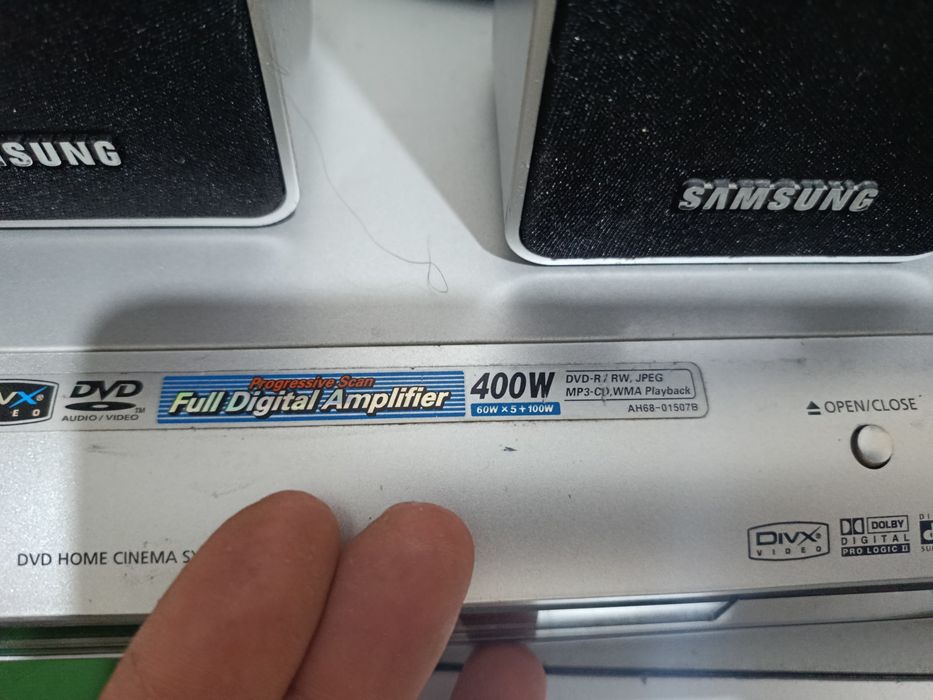 SUNG
SAMSUNG
DVD
AUDIO/VIDEO™
Progressive Scan
Full Digital Amplifier
400W
60W X 5 + 100W
DVD-R/RW, JPEG
MP3-CD, WMA Playback
AH68-01507B
OPEN/CLOSE
DVD HOME CINEMA
DIVX
VIDEO
DOLBY
DIGITAL
PRO LOGIC II